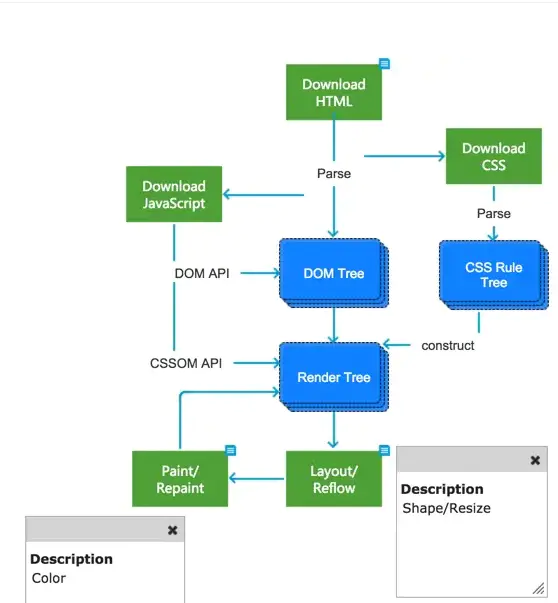 Download
HTML
Download
CSS
Parse
Download
JavaScript
Parse
DOM API
DOM Tree
CSS Rule
Tree
construct
CSSOM API
Render Tree
Paint/
Repaint
Layout/
Reflow
Description
Shape/Resize
Description
Color